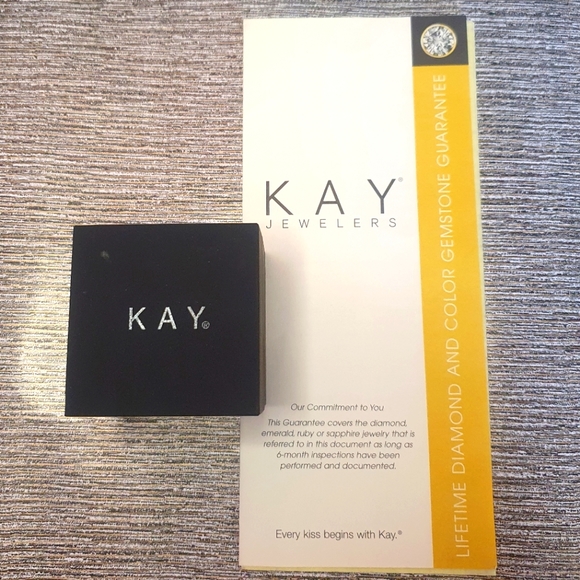 KAY®
KAY®
JEWELERS
Our Commitment to You
This Guarantee covers the diamond,
emerald, ruby or sapphire jewelry that is
referred to in this document as long as
6-month inspections have been
performed and documented.
Every kiss begins with Kay.®
LIFETIME DIAMOND AND COLOR GEMSTONE GUARANTEE